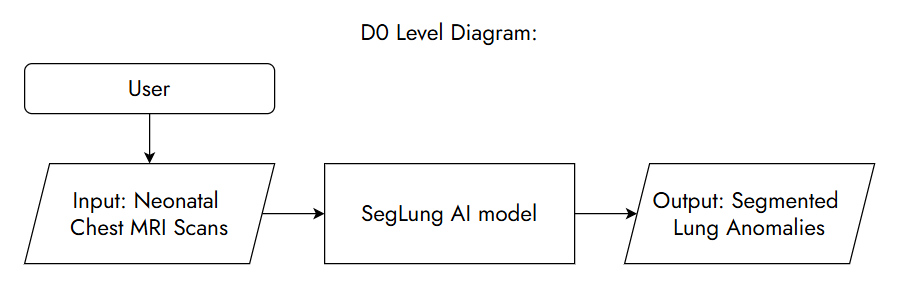 D0 Level Diagram:
User
Input: Neonatal
Chest MRI Scans
SegLung AI model
Output: Segmented
Lung Anomalies